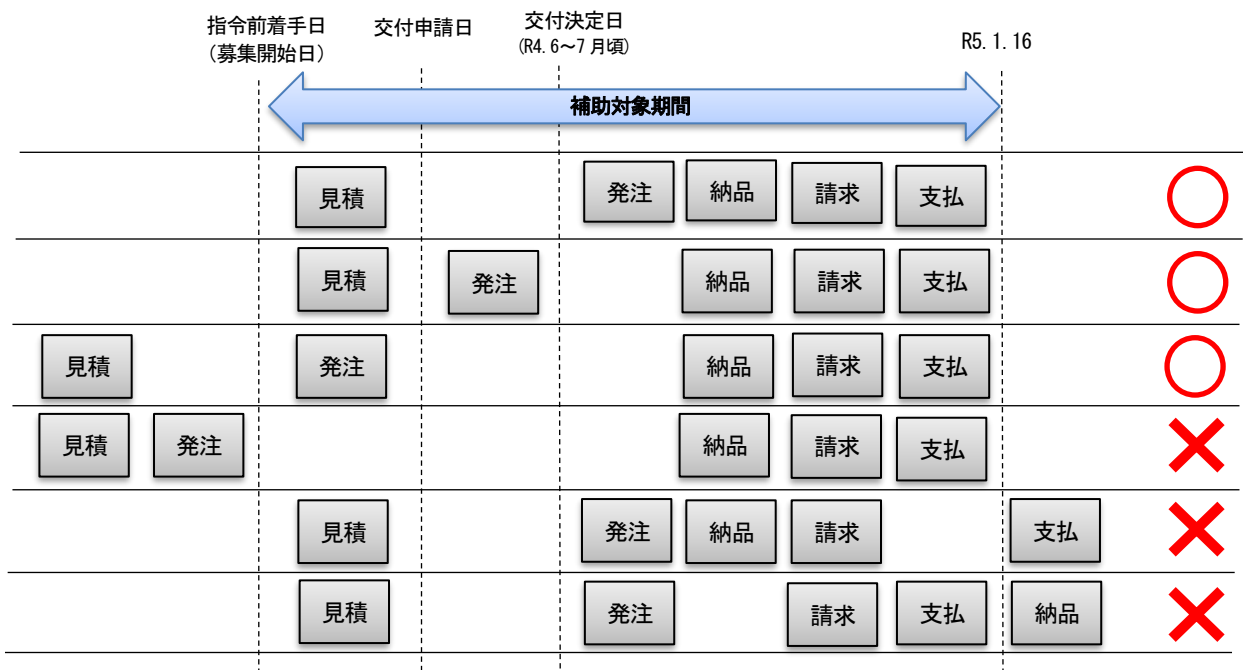 指令前着手日
(募集開始日)
交付申請日
交付決定日
(R4.6～7月頃)
R5.1.16
補助対象期間
見積 発注 納品 請求 支払
見積 発注 納品 請求 支払
見積 発注 納品 請求 支払
見積 発注 納品 請求 支払
見積 発注 納品 請求 支払
見積 発注 請求 支払 納品